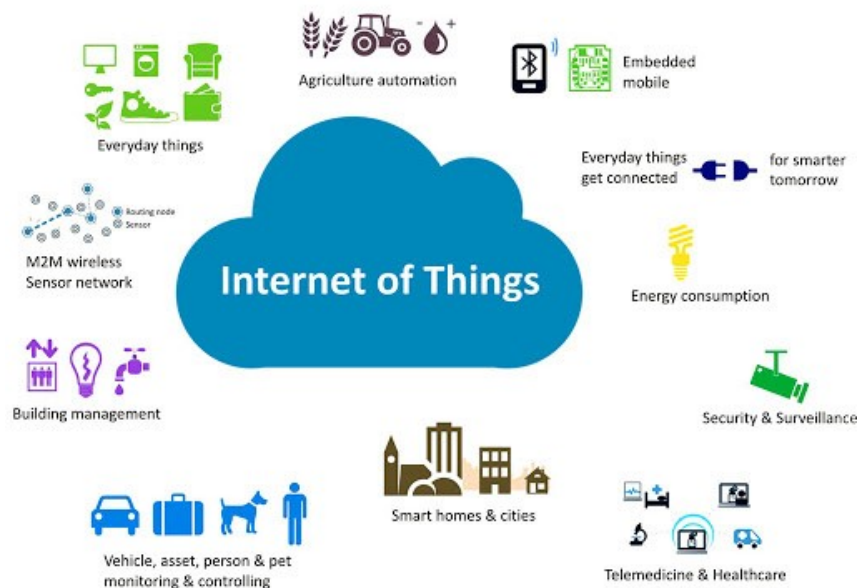 Agriculture automation
Embedded
mobile
Everyday things
Everyday things
get connected
for smarter
tomorrow
Routing node
Sensor
M2M wireless
Sensor network
Internet of Things
Energy consumption
Building management
Security & Surveillance
Smart homes & cities
Vehicle, asset, person & pet
monitoring & controlling
Telemedicine & Healthcare